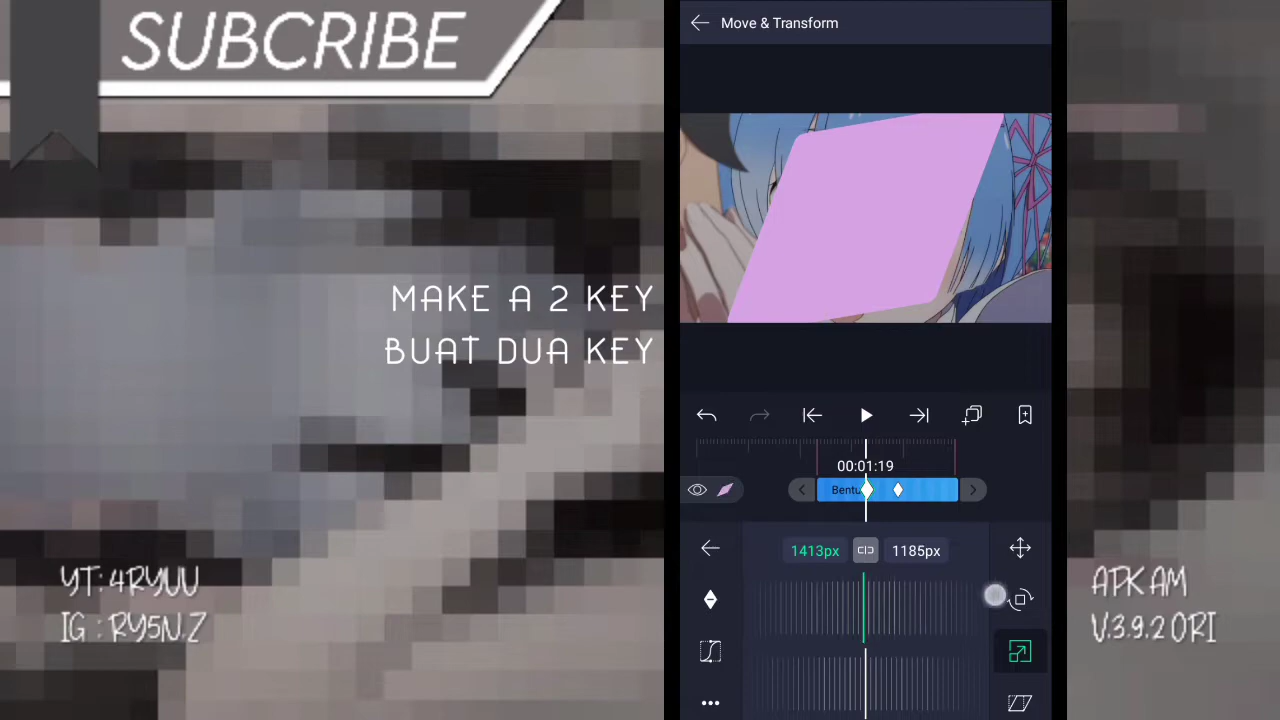 SUBCRIBE
MAKE A 2 KEY
BUAT DUA KEY
YT: 4RYUU
IG : RY5N.Z
Move & Transform
00:01:19
Bentu
1413px
1185px
APK AM
V.3.9.2 ORI